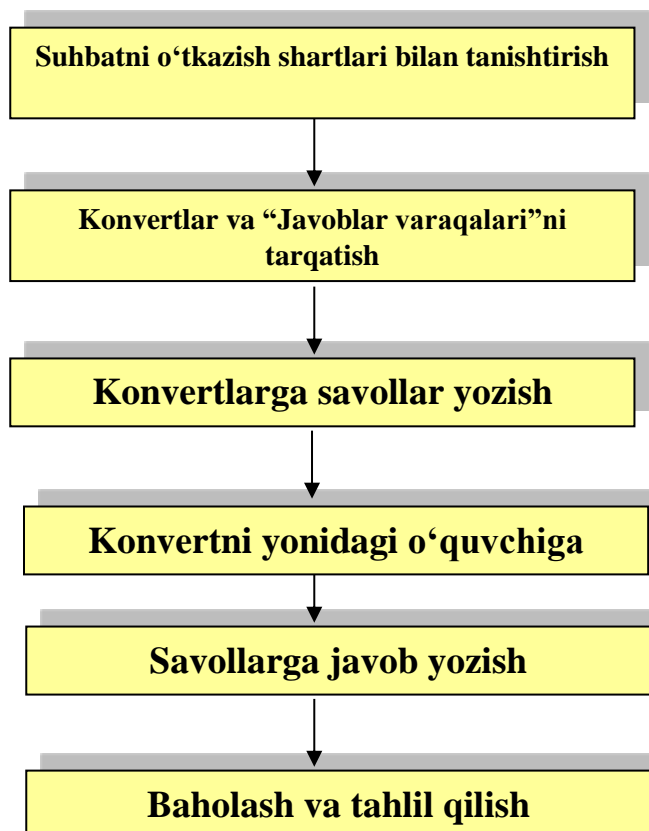 Suhbatni o‘tkazish shartlari bilan tanishtirish
Konvertlar va “Javoblar varaqalari”ni
tarqatish
Konvertlarga savollar yozish
Konvertni yonidagi o‘quvchiga
Savollarga javob yozish
Baholash va tahlil qilish